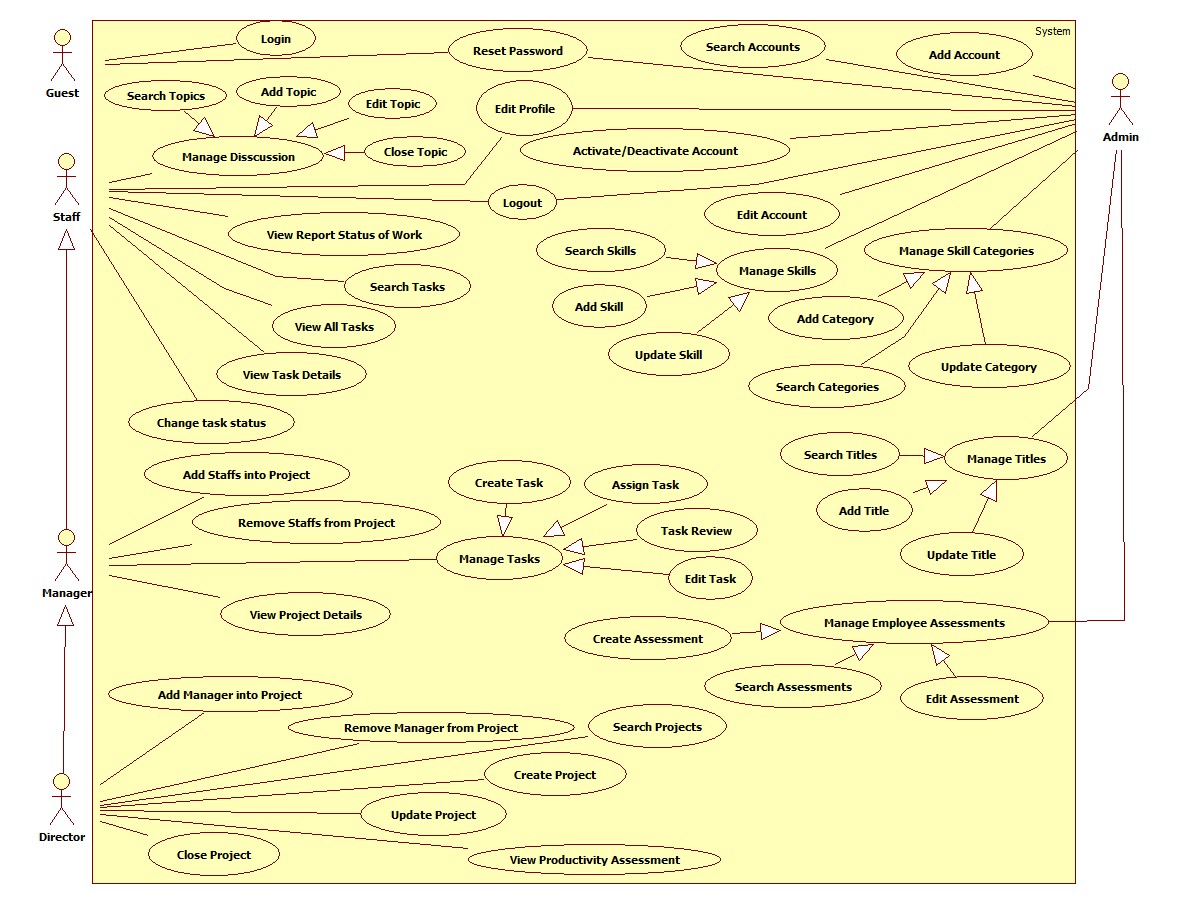 System
Login
Reset Password
Search Accounts
Add Account
Guest
Search Topics
Add Topic
Edit Topic
Edit Profile
Admin
Manage Disscussion
Close Topic
Activate/Deactivate Account
Staff
Logout
Edit Account
View Report Status of Work
Search Skills
Manage Skill Categories
Manage Skills
Search Tasks
Add Skill
Add Category
View All Tasks
Update Skill
Update Category
View Task Details
Search Categories
Change task status
Search Titles
Manage Titles
Add Staffs into Project
Create Task
Assign Task
Add Title
Remove Staffs from Project
Task Review
Manage Tasks
Update Title
Edit Task
Manager
View Project Details
Manage Employee Assessments
Create Assessment
Search Assessments
Edit Assessment
Add Manager into Project
Remove Manager from Project
Search Projects
Create Project
Update Project
Director
Close Project
View Productivity Assessment